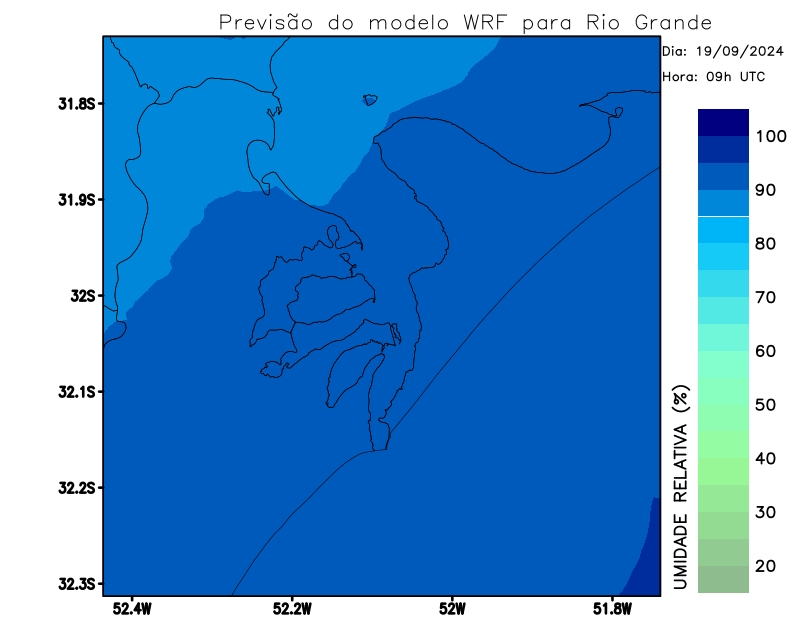 Previsão do modelo WRF para Rio Grande
Dia: 19/09/2024
Hora: 09h UTC
31.8S
31.9S
32S
32.1S
32.2S
32.3S
52.4W
52.2W
52W
51.8W
UMIDADE RELATIVA (%)
100
90
80
70
60
50
40
30
20